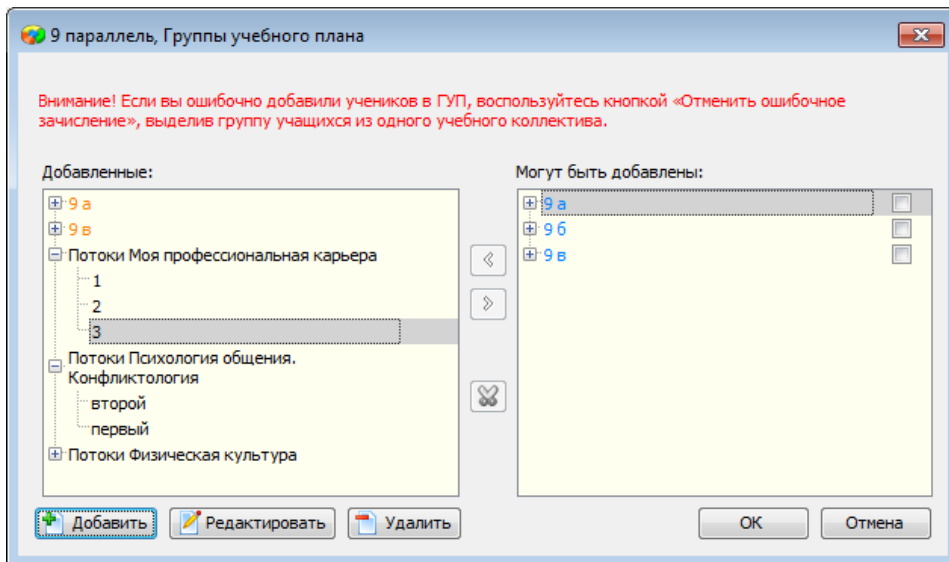 9 параллель, Группы учебного плана
Внимание! Если вы ошибочно добавили учеников в ГУП, воспользуйтесь кнопкой «Отменить ошибочное
зачисление», выделив группу учащихся из одного учебного коллектива.
Добавленные:
9 а
9 в
Потоки Моя профессиональная карьера
1
2
3
Потоки Психология общения.
Конфликтология
второй
первый
Потоки Физическая культура
Могут быть добавлены:
9 а
9 б
9 в
Добавить
Редактировать
Удалить
ОК
Отмена